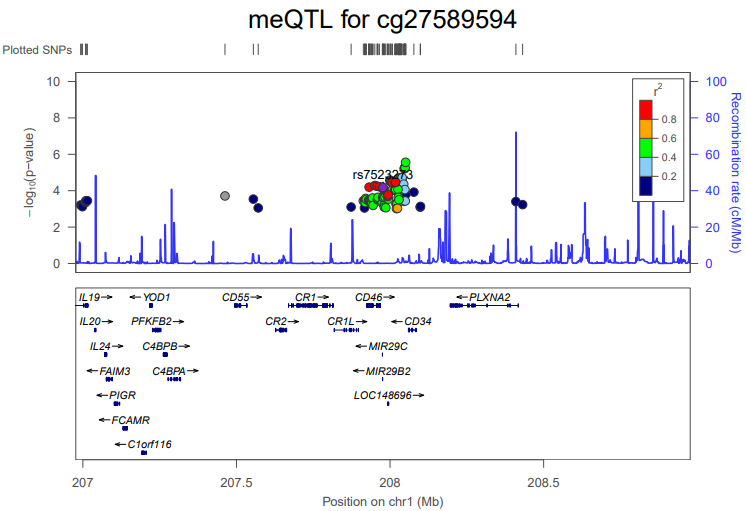 meQTL for cg27589594
Plotted SNPs
10
8
6
4
2
0
−log10(p−value)
100
80
60
40
20
0
Recombination rate (cM/Mb)
r2
0.8
0.6
0.4
0.2
rs7523273
IL19→ ←YOD1 CD55→ CR1→ CD46→ ←PLXNA2
IL20→ PFKFB2→ CR2→ CR1L→ ←CD34
IL24→ C4BPB→ ←MIR29C
←FAIM3 C4BPA→ ←MIR29B2
←PIGR LOC148696→
←FCAMR
←C1orf116
207 207.5 208 208.5
Position on chr1 (Mb)